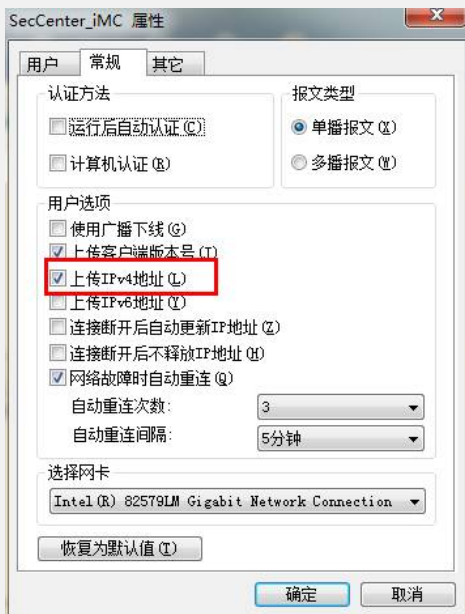 SecCenter_iMC 属性
用户 常规 其它
认证方法
运行后自动认证(C)
计算机认证(R)
报文类型
单播报文(X)
多播报文(W)
用户选项
使用广播下线(G)
上传客户端版本号(I)
上传IPv4地址(L)
上传IPv6地址(Y)
连接断开后自动更新IP地址(Z)
连接断开后不释放IP地址(H)
网络故障时自动重连(Q)
自动重连次数: 3
自动重连间隔: 5分钟
选择网卡
Intel(R) 82579LM Gigabit Network Connection
恢复为默认值(T)
确定 取消